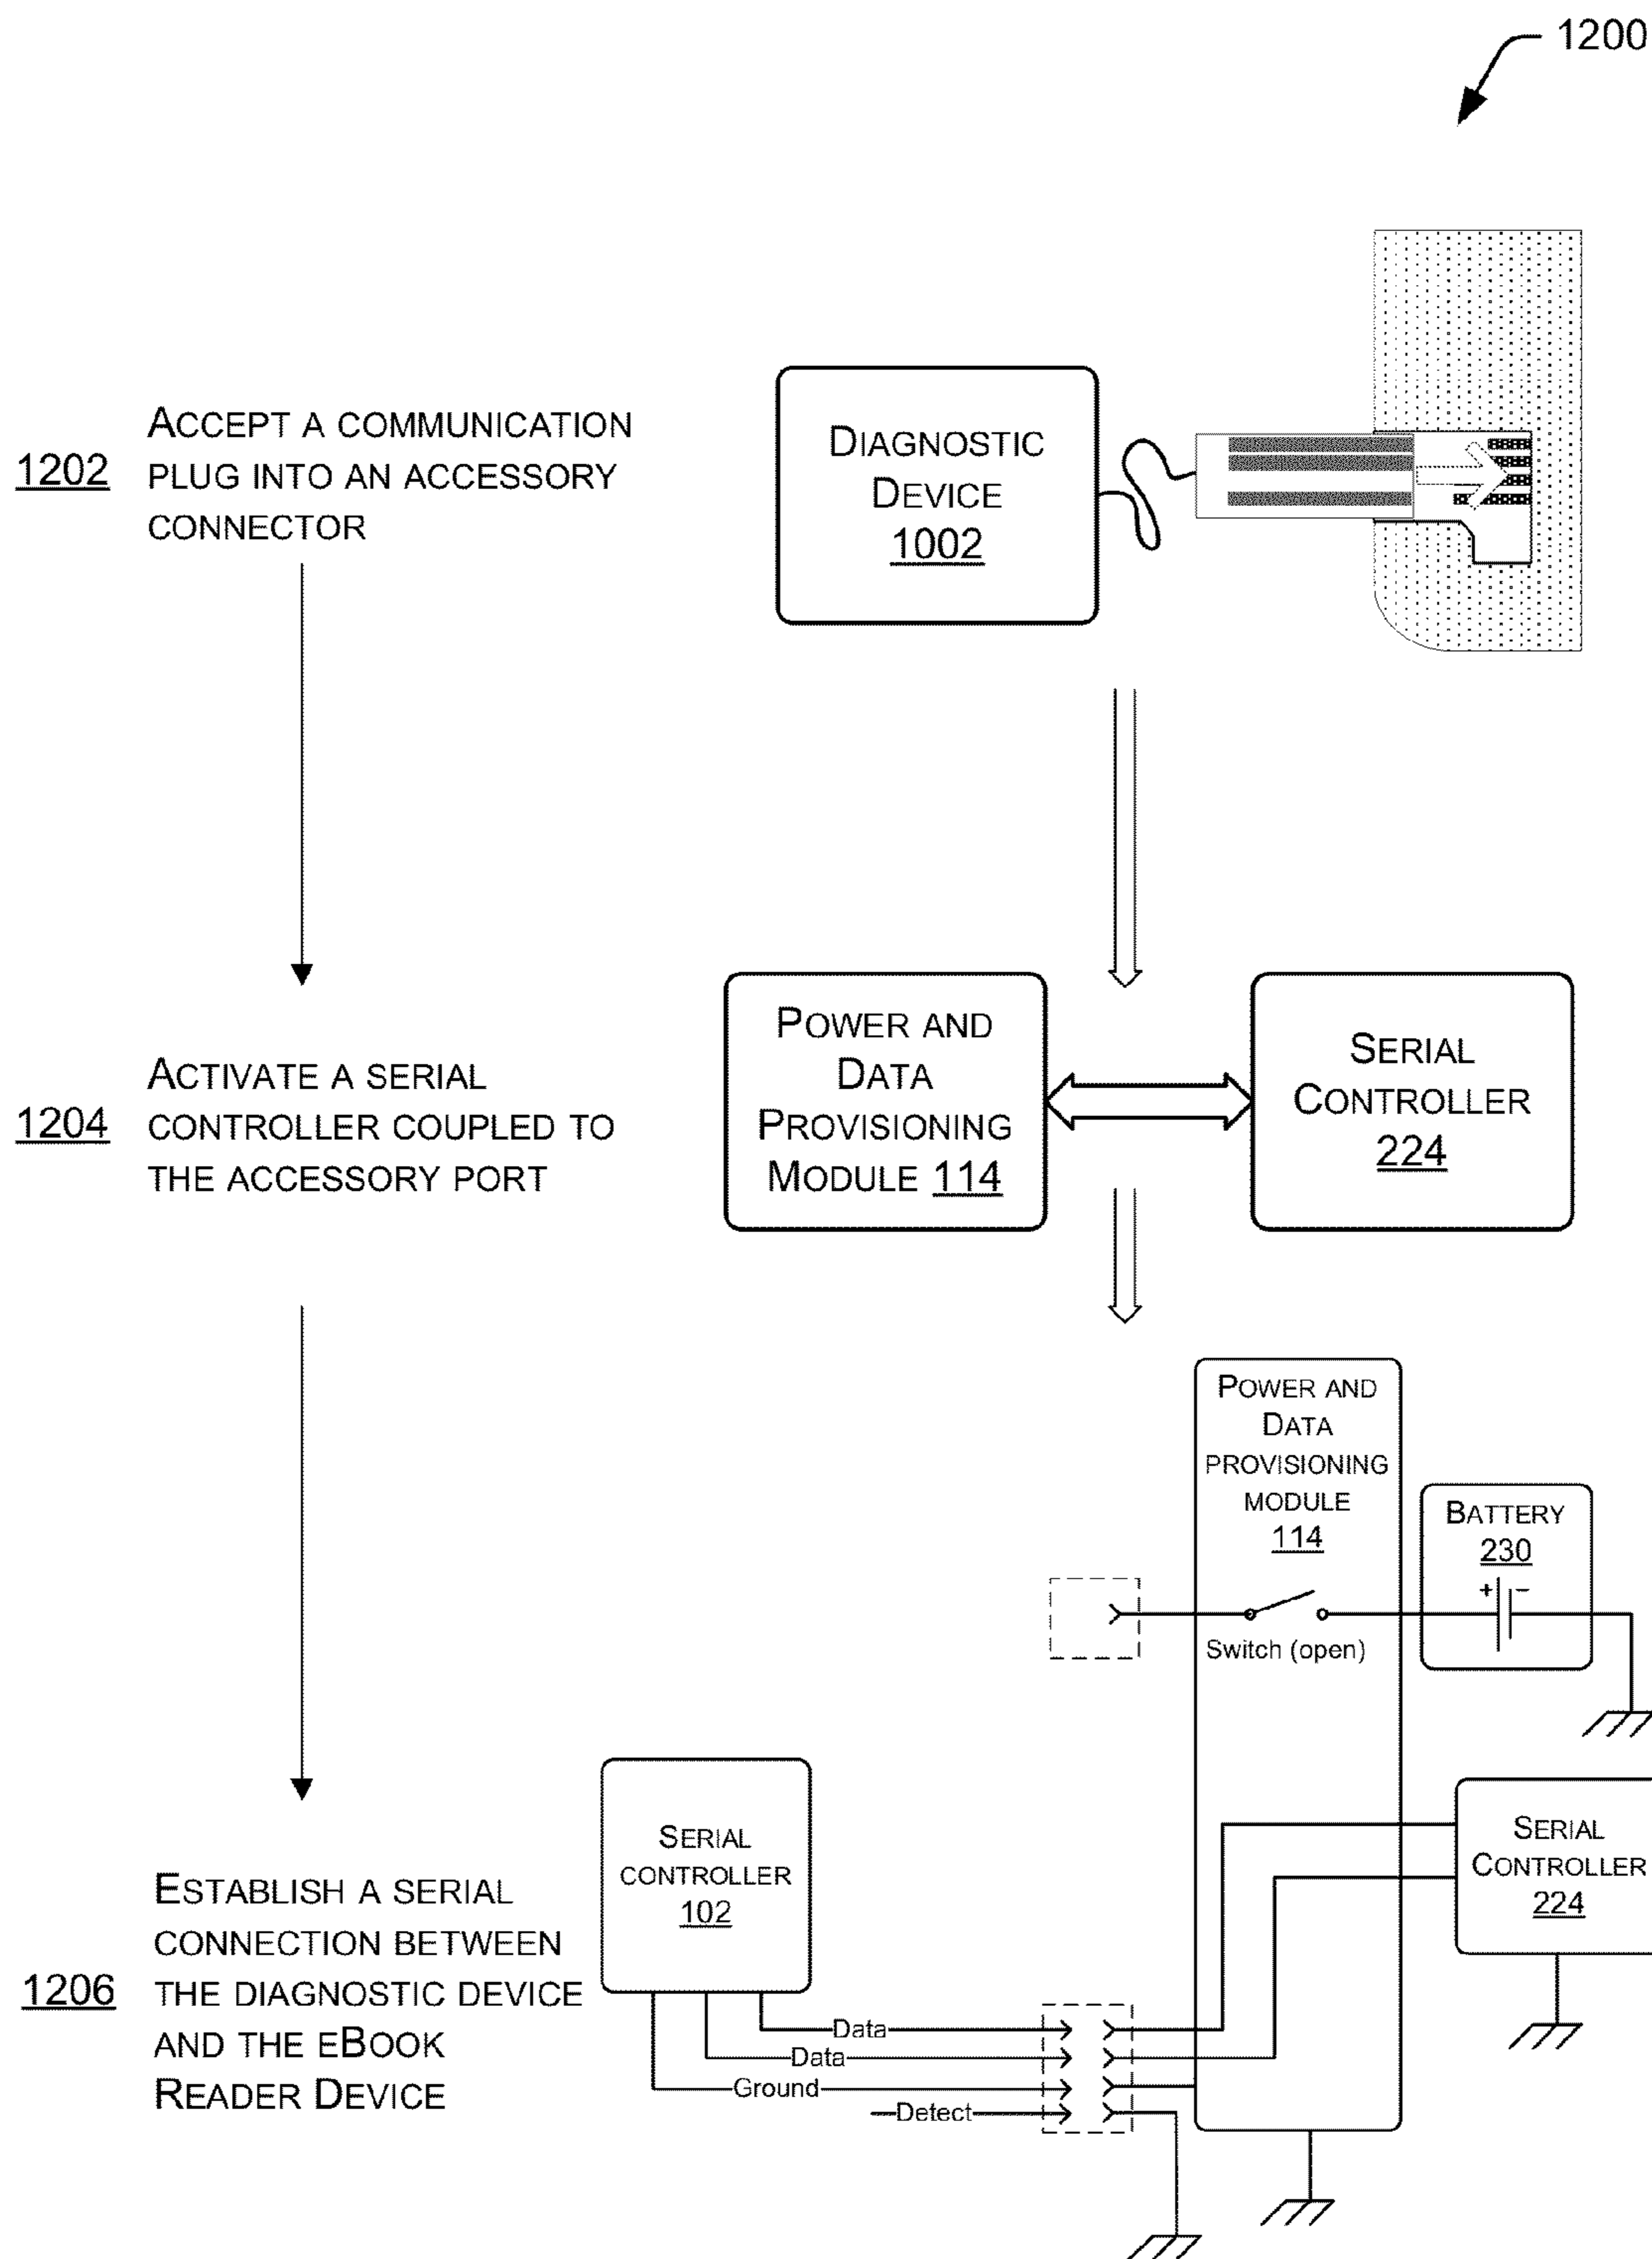 1200
1202
ACCEPT A COMMUNICATION
PLUG INTO AN ACCESSORY
CONNECTOR
DIAGNOSTIC
DEVICE
1002
1204
ACTIVATE A SERIAL
CONTROLLER COUPLED TO
THE ACCESSORY PORT
POWER AND
DATA
PROVISIONING
MODULE 114
SERIAL
CONTROLLER
224
POWER AND
DATA
PROVISIONING
MODULE
114
BATTERY
230
+ −
Switch (open)
1206
ESTABLISH A SERIAL
CONNECTION BETWEEN
THE DIAGNOSTIC DEVICE
AND THE EBOOK
READER DEVICE
SERIAL
CONTROLLER
102
SERIAL
CONTROLLER
224
Data
Data
Ground
Detect